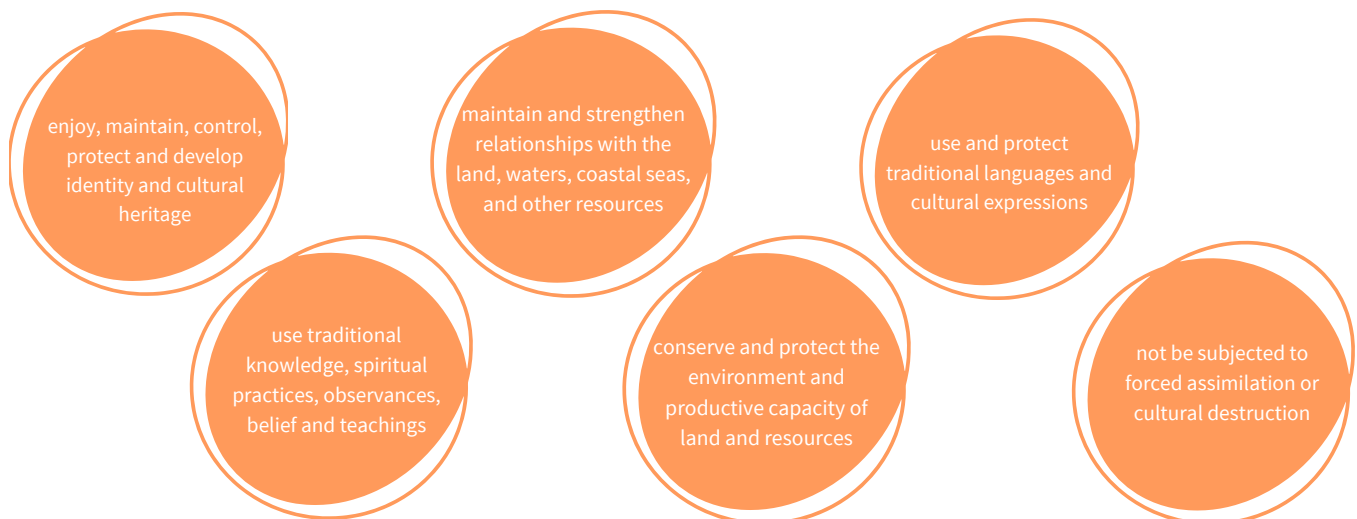 enjoy, maintain, control,
protect and develop
identity and cultural
heritage
maintain and strengthen
relationships with the
land, waters, coastal seas,
and other resources
use and protect
traditional languages and
cultural expressions
use traditional
knowledge, spiritual
practices, observances,
belief and teachings
conserve and protect the
environment and
productive capacity of
land and resources
not be subjected to
forced assimilation or
cultural destruction